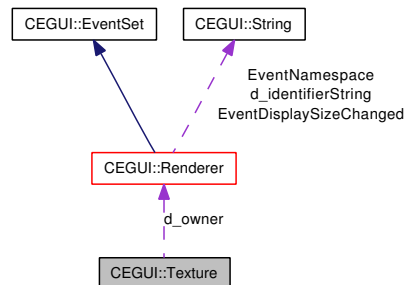 CEGUI::EventSet
CEGUI::String
EventNamespace
d_identifierString
EventDisplaySizeChanged
CEGUI::Renderer
d_owner
CEGUI::Texture